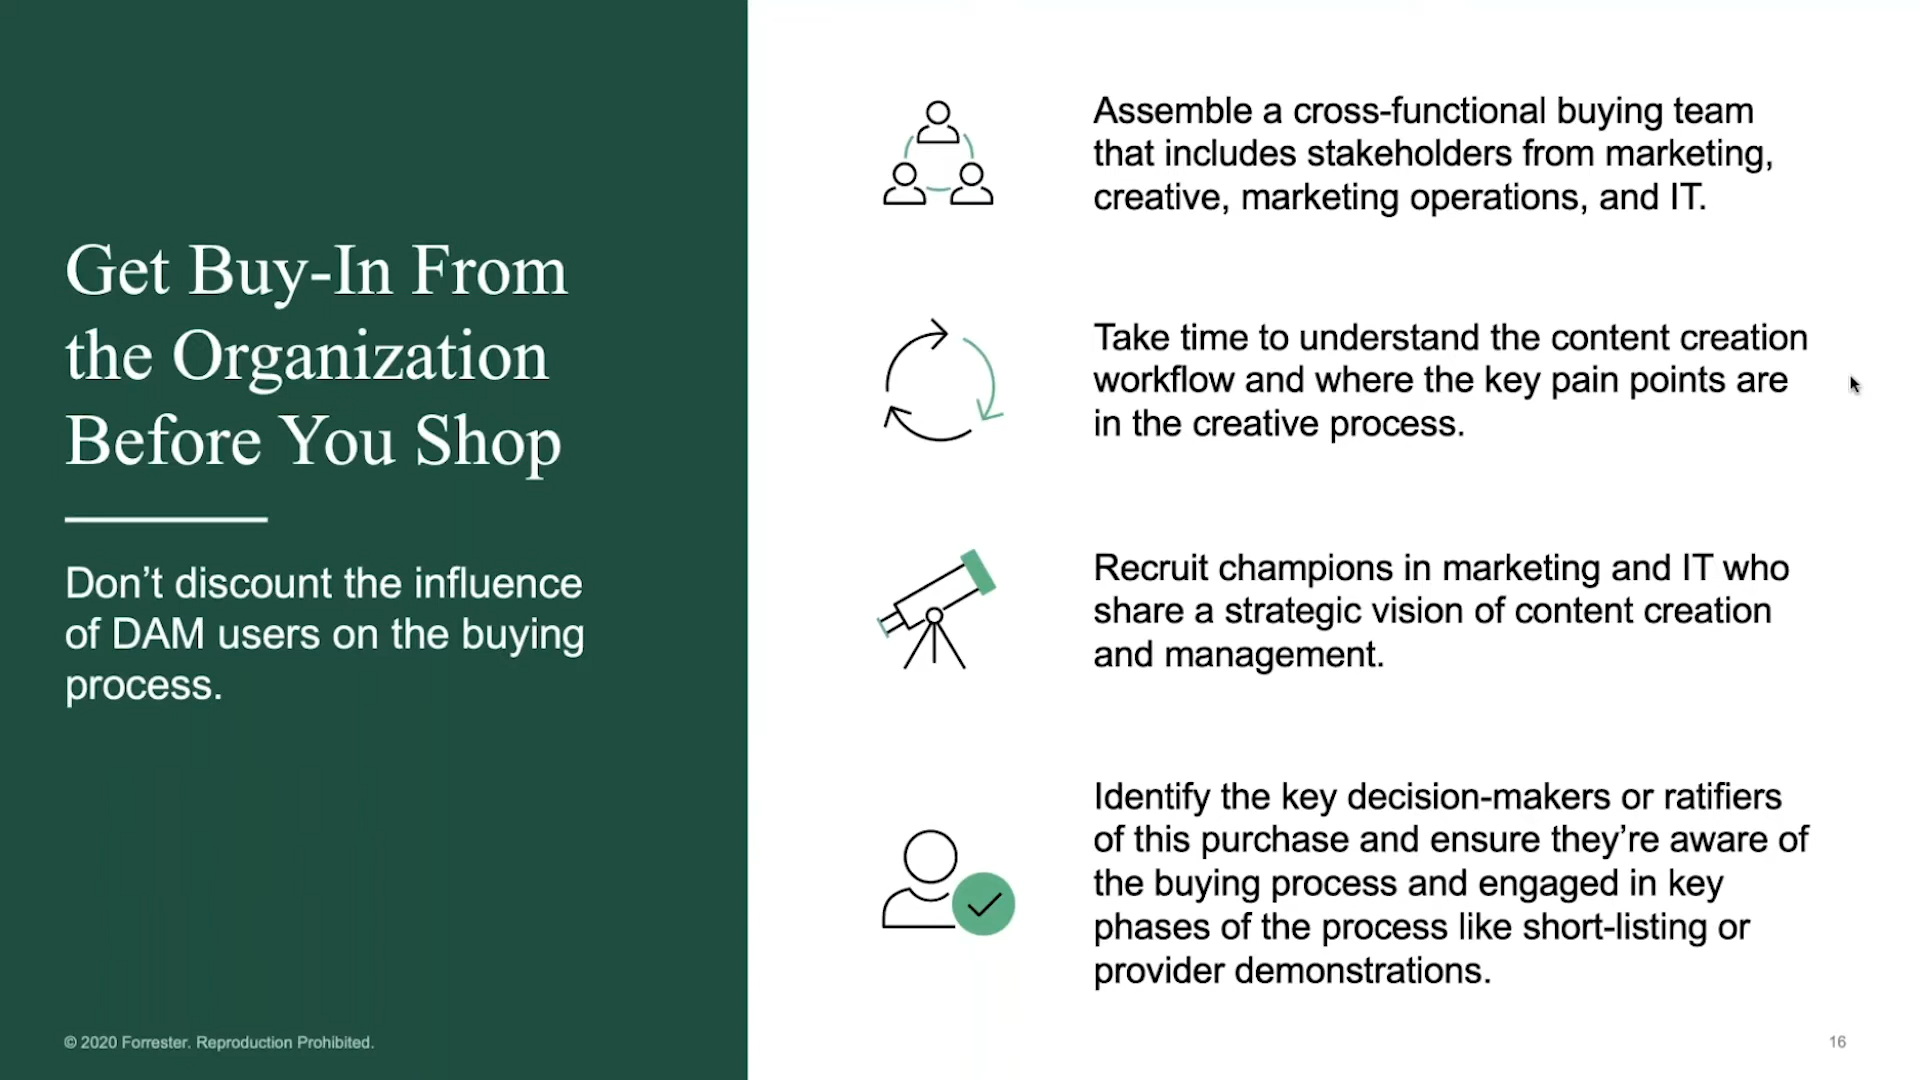 Get Buy-In From
the Organization
Before You Shop
Don’t discount the influence
of DAM users on the buying
process.
Assemble a cross-functional buying team
that includes stakeholders from marketing,
creative, marketing operations, and IT.
Take time to understand the content creation
workflow and where the key pain points are
in the creative process.
Recruit champions in marketing and IT who
share a strategic vision of content creation
and management.
Identify the key decision-makers or ratifiers
of this purchase and ensure they’re aware of
the buying process and engaged in key
phases of the process like short-listing or
provider demonstrations.
© 2020 Forrester. Reproduction Prohibited.
16